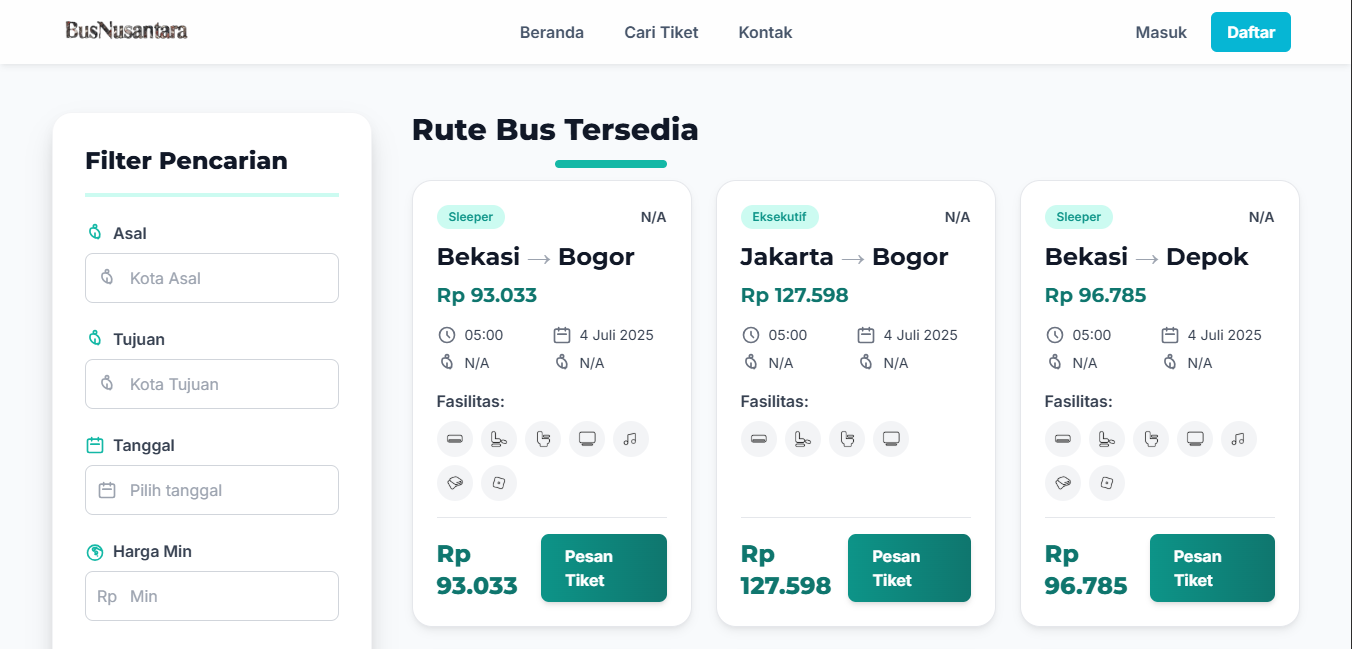 BusNusantara
Beranda
Cari Tiket
Kontak
Masuk
Daftar
Filter Pencarian
Asal
Kota Asal
Tujuan
Kota Tujuan
Tanggal
Pilih tanggal
Harga Min
Rp Min
Rute Bus Tersedia
Sleeper
N/A
Bekasi → Bogor
Rp 93.033
05:00
4 Juli 2025
N/A
N/A
Fasilitas:
Rp
93.033
Pesan
Tiket
Eksekutif
N/A
Jakarta → Bogor
Rp 127.598
05:00
4 Juli 2025
N/A
N/A
Fasilitas:
Rp
127.598
Pesan
Tiket
Sleeper
N/A
Bekasi → Depok
Rp 96.785
05:00
4 Juli 2025
N/A
N/A
Fasilitas:
Rp
96.785
Pesan
Tiket